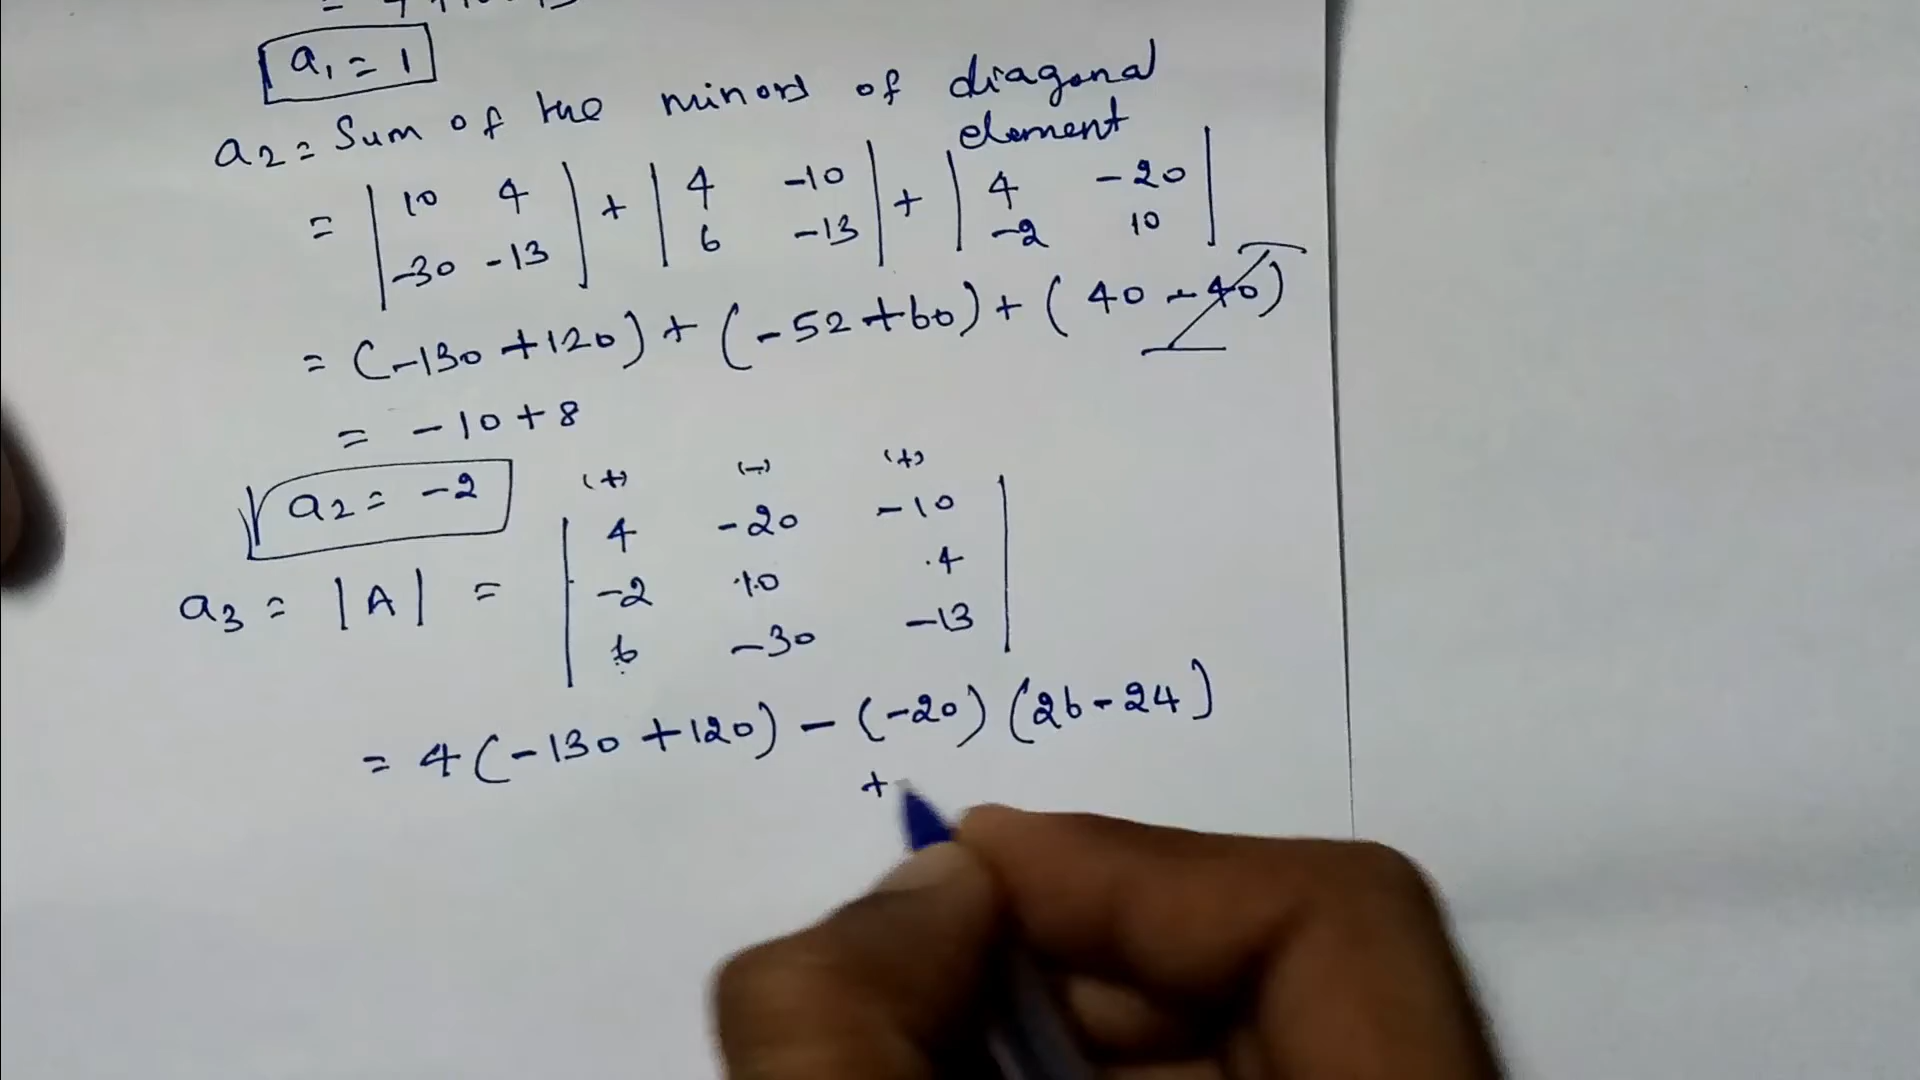 a₁ = 1
a₂ = Sum of the minors of diagonal element
= | 10 4 | + | 4 -10 | + | 4 -20 |
| -30 -13 | | 6 -13 | | -2 10 |
= (-130 + 120) + (-52 + 60) + (40 - 40)
= -10 + 8
a₂ = -2
(+) (-) (+)
| 4 -20 -10 |
a₃ = |A| = | -2 10 4 |
| 6 -30 -13 |
= 4(-130 + 120) - (-20) (26 - 24)
+